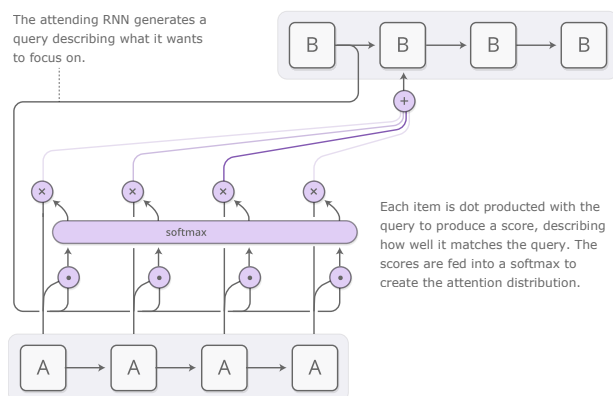 The attending RNN generates a
query describing what it wants
to focus on.
B B B B
+
× × × ×
softmax
Each item is dot producted with the
query to produce a score, describing
how well it matches the query. The
scores are fed into a softmax to
create the attention distribution.
• • • •
A A A A